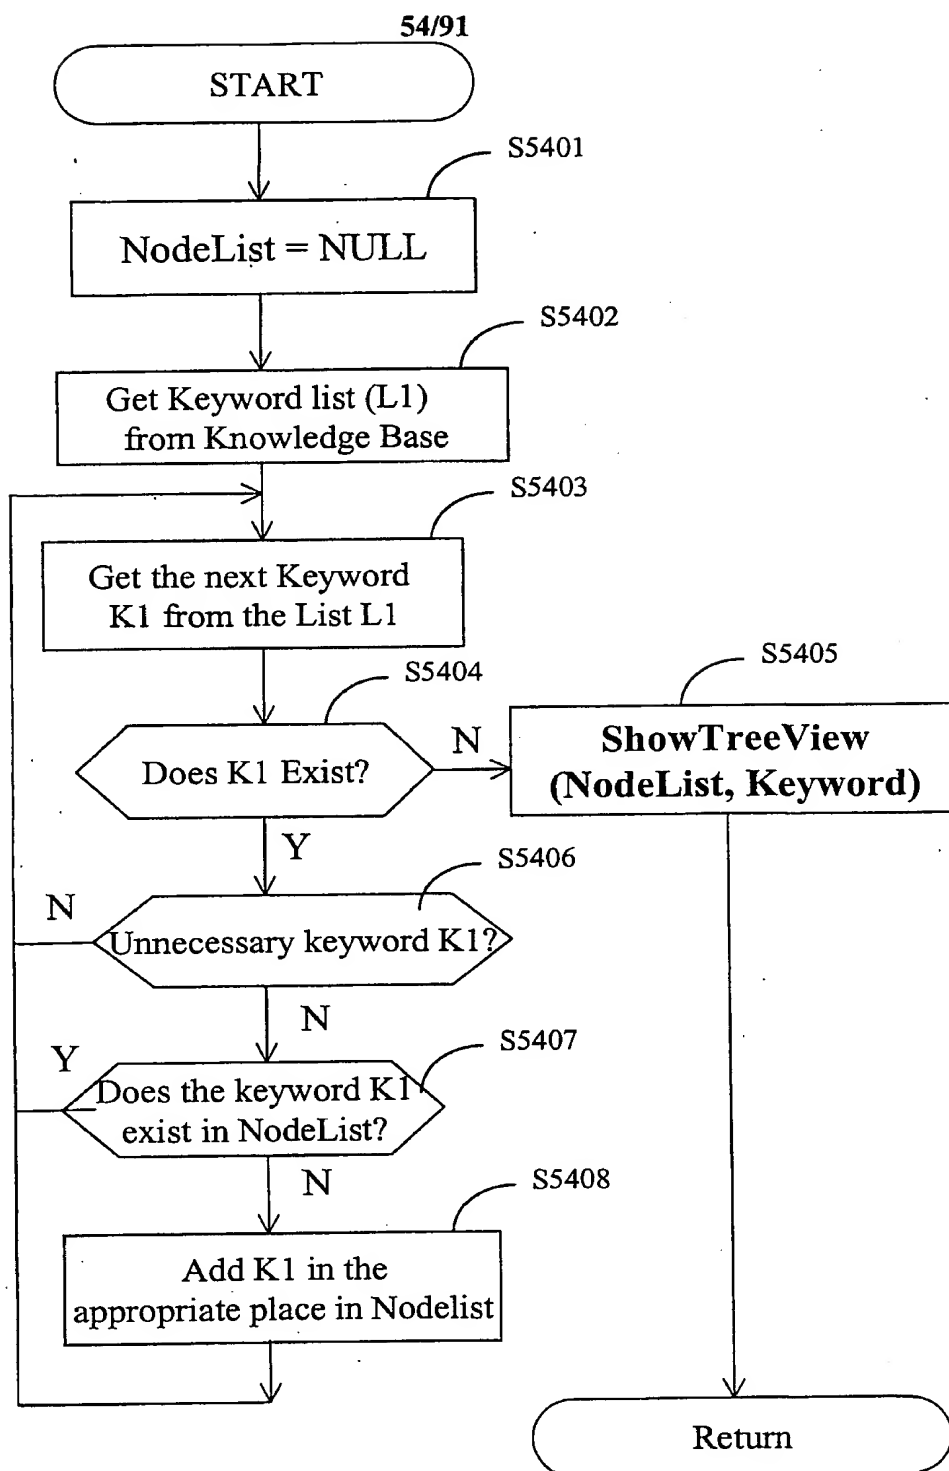 54/91
START
S5401
NodeList = NULL
S5402
Get Keyword list (L1)
from Knowledge Base
S5403
Get the next Keyword
K1 from the List L1
S5404
Does K1 Exist?
N
S5405
ShowTreeView
(NodeList, Keyword)
Y
S5406
N
Unnecessary keyword K1?
N
S5407
Y
Does the keyword K1
exist in NodeList?
N
S5408
Add K1 in the
appropriate place in Nodelist
Return